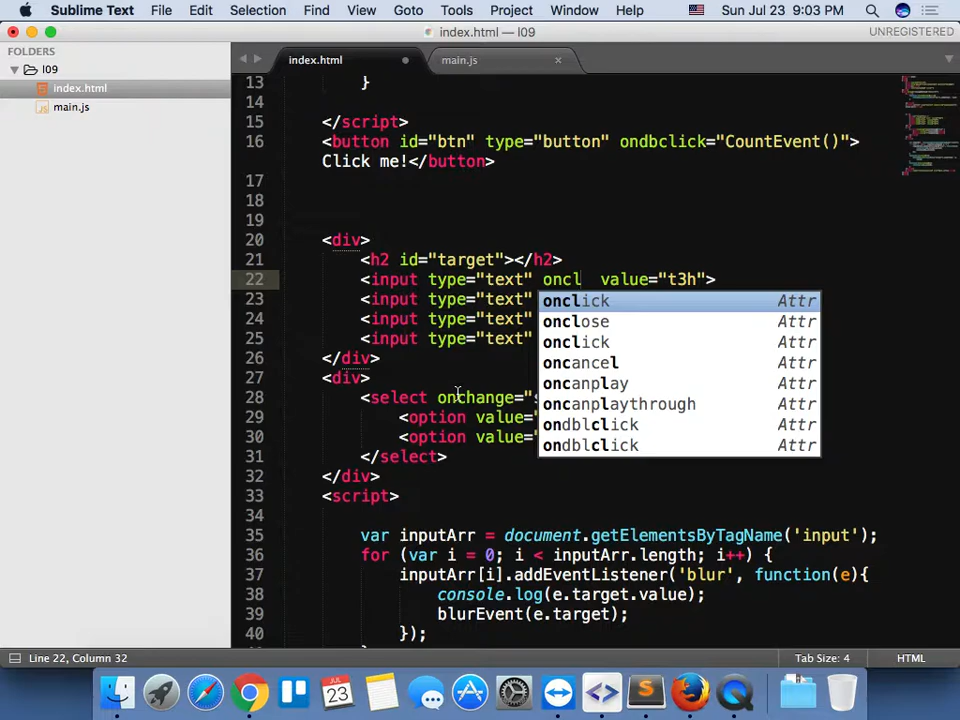 Sublime Text File Edit Selection Find View Goto Tools Project Window Help Sun Jul 23 9:03 PM
index.html — l09 UNREGISTERED
FOLDERS
l09
index.html
main.js
index.html main.js
13 }
14
15 </script>
16 <button id="btn" type="button" ondbclick="CountEvent()">
Click me!</button>
17
18
19
20 <div>
21 <h2 id="target"></h2>
22 <input type="text" oncl value="t3h">
23 <input type="text"
24 <input type="text"
25 <input type="text"
26 </div>
27 <div>
28 <select onchange="
29 <option value="
30 <option value="
31 </select>
32 </div>
33 <script>
34
35 var inputArr = document.getElementsByTagName('input');
36 for (var i = 0; i < inputArr.length; i++) {
37 inputArr[i].addEventListener('blur', function(e){
38 console.log(e.target.value);
39 blurEvent(e.target);
40 });
onclick Attr
onclose Attr
onclick Attr
oncancel Attr
oncanplay Attr
oncanplaythrough Attr
ondblclick Attr
ondblclick Attr
Line 22, Column 32 Tab Size: 4 HTML
JUL
23